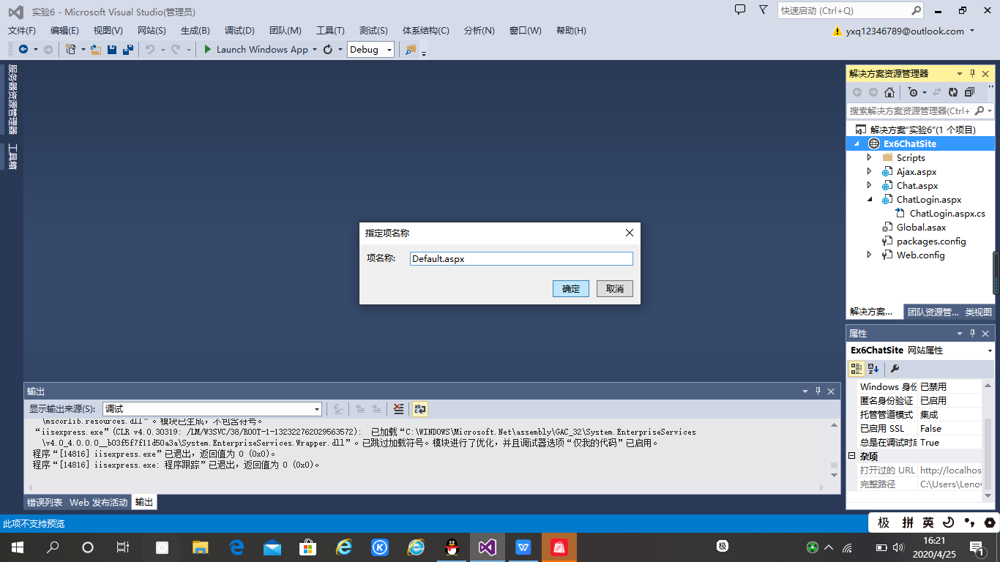 实验6 - Microsoft Visual Studio(管理员)
快速启动 (Ctrl+Q)
文件(F) 编辑(E) 视图(V) 网站(S) 生成(B) 调试(D) 团队(M) 工具(T) 测试(S) 体系结构(C) 分析(N) 窗口(W) 帮助(H)
yxq12346789@outlook.com
Launch Windows App
Debug
服务器资源管理器
工具箱
解决方案资源管理器
搜索解决方案资源管理器(Ctrl+
解决方案“实验6”(1 个项目)
Ex6ChatSite
Scripts
Ajax.aspx
Chat.aspx
ChatLogin.aspx
ChatLogin.aspx.cs
Global.asax
packages.config
Web.config
解决方案... 团队资源管... 类视图
指定项名称
项名称: Default.aspx
确定 取消
属性
Ex6ChatSite 网站属性
Windows 身份 已禁用
匿名身份验证 已启用
托管管道模式 集成
已启用 SSL False
总是在调试时启 True
杂项
打开过的 URL http://localhos
完整路径 C:\Users\Lenov
输出
显示输出来源(S): 调试
\mscorlib.resources.dll”。模块已生成，不包含符号。
“iisexpress.exe”(CLR v4.0.30319: /LM/W3SVC/38/ROOT-1-132322762029563572): 已加载“C:\WINDOWS\Microsoft.Net\assembly\GAC_32\System.EnterpriseServices
\v4.0_4.0.0.0__b03f5f7f11d50a3a\System.EnterpriseServices.Wrapper.dll”。已跳过加载符号。模块进行了优化，并且调试器选项“仅我的代码”已启用。
程序“[14816] iisexpress.exe”已退出，返回值为 0 (0x0)。
程序“[14816] iisexpress.exe: 程序跟踪”已退出，返回值为 0 (0x0)。
错误列表 Web 发布活动 输出
此项不支持预览
极 拼 英
极
16:21
2020/4/25
1